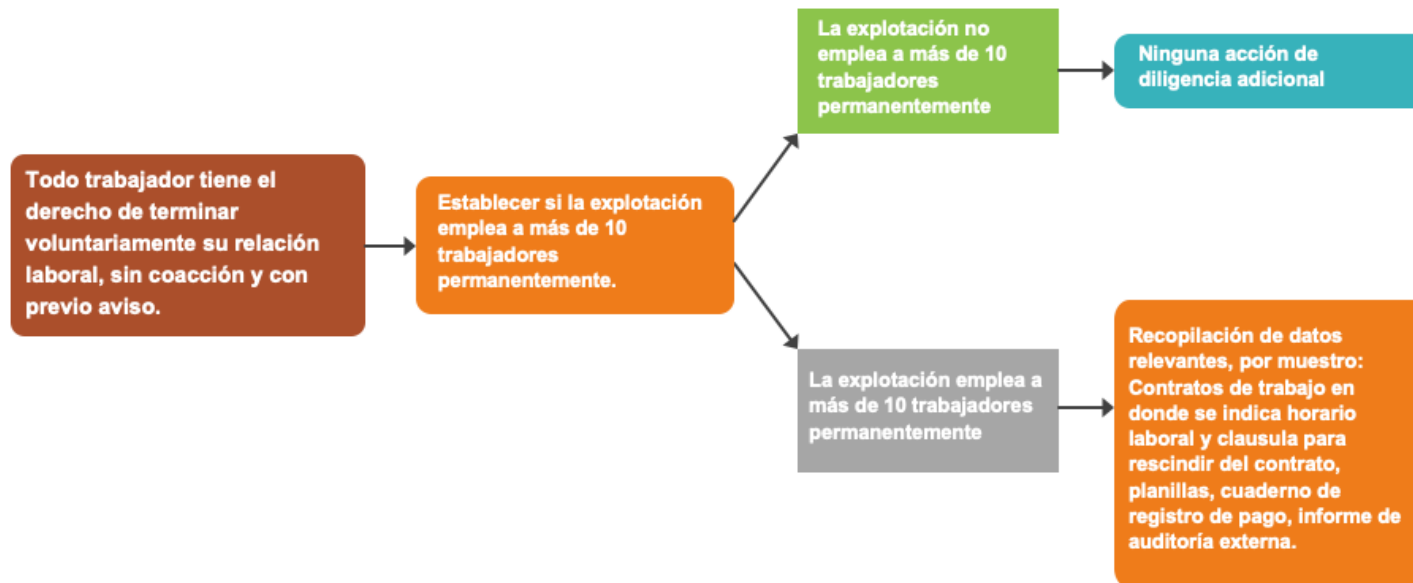 Todo trabajador tiene el
derecho de terminar
voluntariamente su relación
laboral, sin coacción y con
previo aviso.
Establecer si la explotación
emplea a más de 10
trabajadores
permanentemente.
La explotación no
emplea a más de 10
trabajadores
permanentemente
Ninguna acción de
diligencia adicional
La explotación emplea a
más de 10 trabajadores
permanentemente
Recopilación de datos
relevantes, por muestro:
Contratos de trabajo en
donde se indica horario
laboral y clausula para
rescindir del contrato,
planillas, cuaderno de
registro de pago, informe de
auditoría externa.